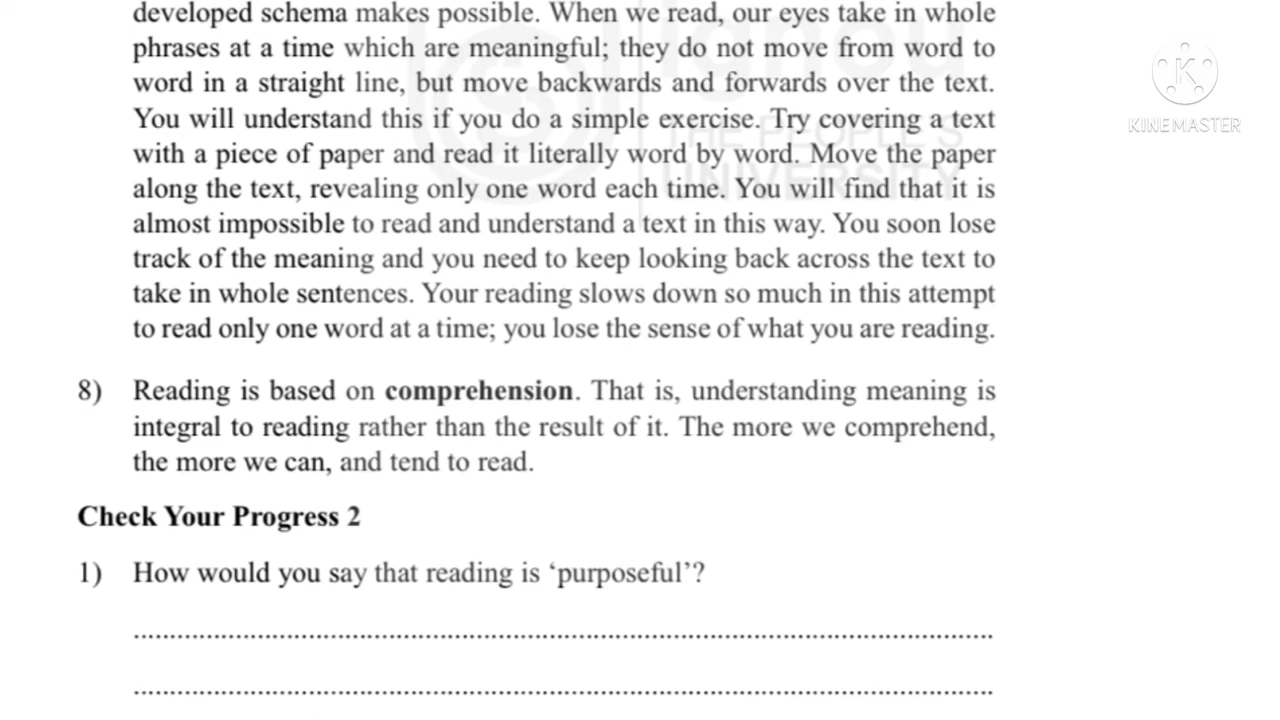 developed schema makes possible. When we read, our eyes take in whole
phrases at a time which are meaningful; they do not move from word to
word in a straight line, but move backwards and forwards over the text.
You will understand this if you do a simple exercise. Try covering a text
with a piece of paper and read it literally word by word. Move the paper
along the text, revealing only one word each time. You will find that it is
almost impossible to read and understand a text in this way. You soon lose
track of the meaning and you need to keep looking back across the text to
take in whole sentences. Your reading slows down so much in this attempt
to read only one word at a time; you lose the sense of what you are reading.
8) Reading is based on comprehension. That is, understanding meaning is
integral to reading rather than the result of it. The more we comprehend,
the more we can, and tend to read.
Check Your Progress 2
1) How would you say that reading is ‘purposeful’?
ignou
THE PEOPLE'S
UNIVERSITY
K
KINEMASTER